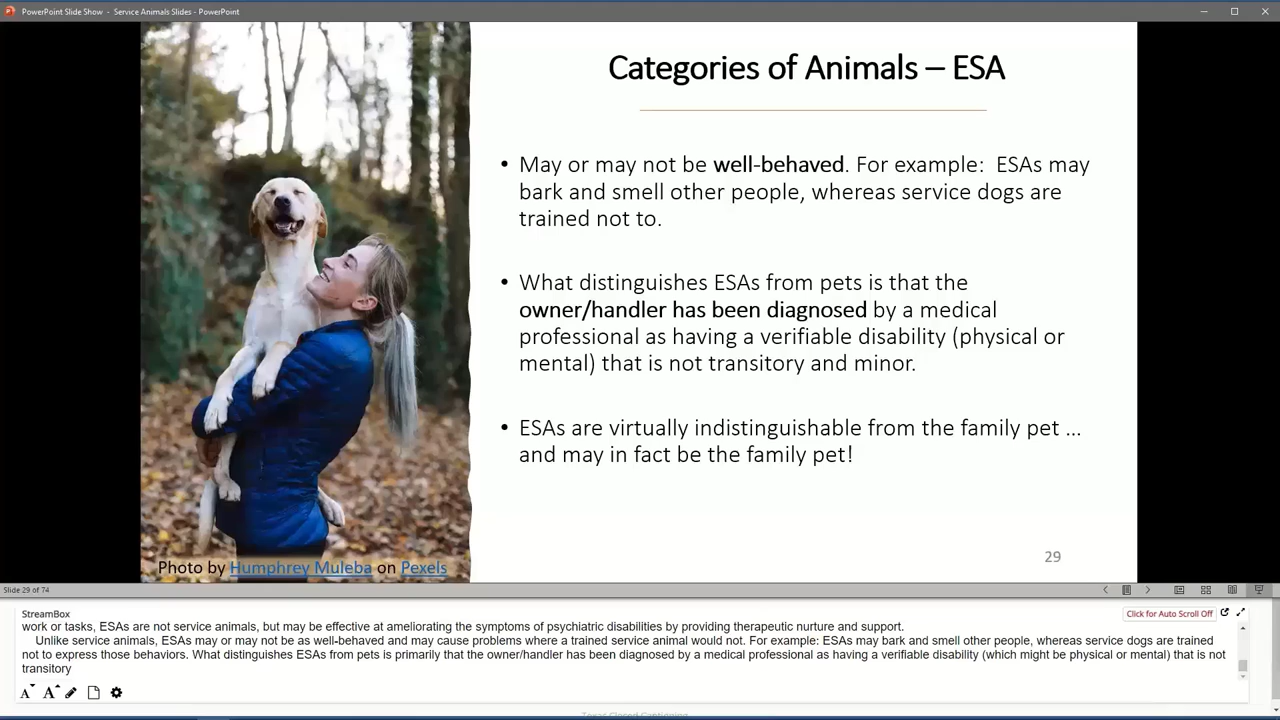 PowerPoint Slide Show - Service Animals Slides - PowerPoint
Categories of Animals – ESA
• May or may not be well-behaved. For example: ESAs may
bark and smell other people, whereas service dogs are
trained not to.
• What distinguishes ESAs from pets is that the
owner/handler has been diagnosed by a medical
professional as having a verifiable disability (physical or
mental) that is not transitory and minor.
• ESAs are virtually indistinguishable from the family pet …
and may in fact be the family pet!
29
Photo by Humphrey Muleba on Pexels
Slide 29 of 74
StreamBox
Click for Auto Scroll Off
work or tasks, ESAs are not service animals, but may be effective at ameliorating the symptoms of psychiatric disabilities by providing therapeutic nurture and support.
Unlike service animals, ESAs may or may not be as well-behaved and may cause problems where a trained service animal would not. For example: ESAs may bark and smell other people, whereas service dogs are trained
not to express those behaviors. What distinguishes ESAs from pets is primarily that the owner/handler has been diagnosed by a medical professional as having a verifiable disability (which might be physical or mental) that is not
transitory
A A
Texas Closed Captioning